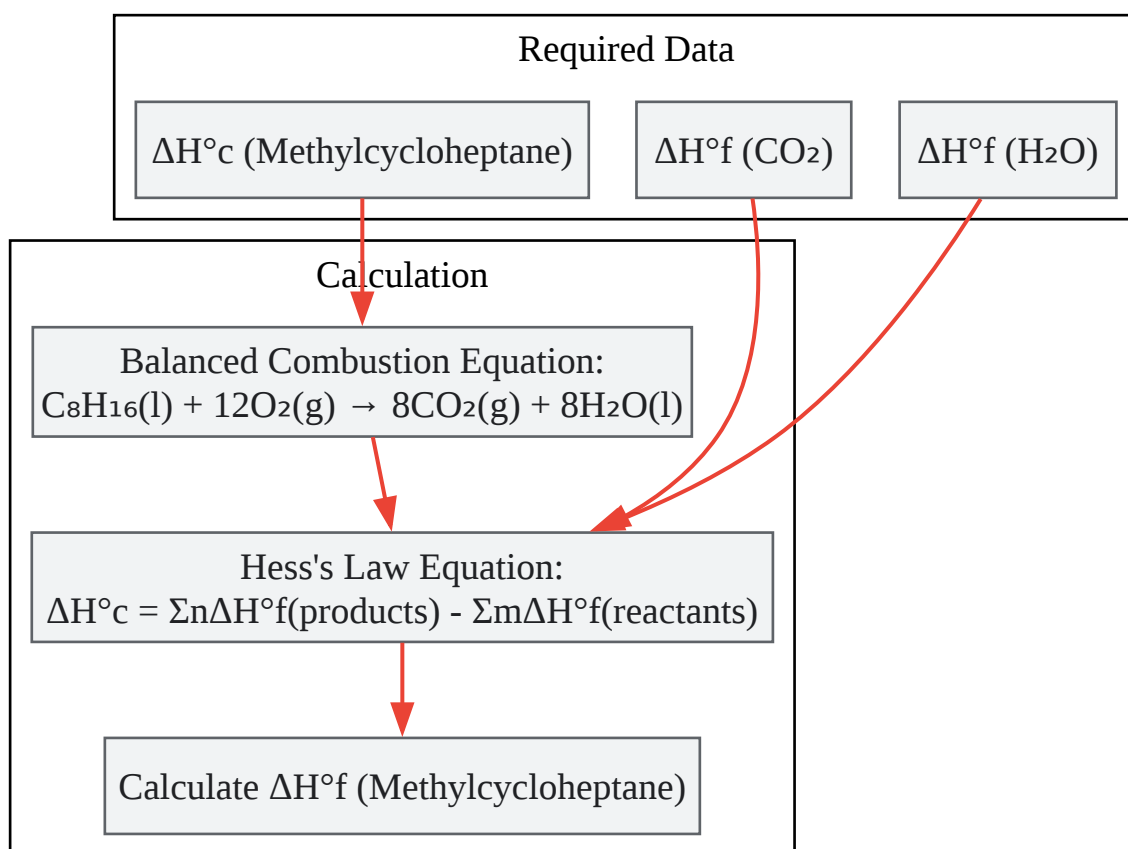 Required Data
ΔH°c (Methylcycloheptane)
ΔH°f (CO₂)
ΔH°f (H₂O)
Calculation
Balanced Combustion Equation:
C₈H₁₆(l) + 12O₂(g) → 8CO₂(g) + 8H₂O(l)
Hess's Law Equation:
ΔH°c = ΣnΔH°f(products) - ΣmΔH°f(reactants)
Calculate ΔH°f (Methylcycloheptane)